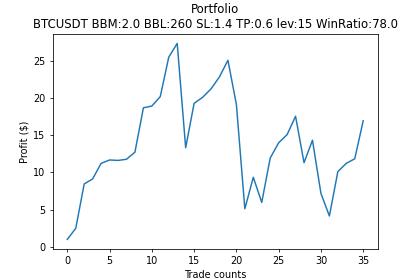 Portfolio
BTCUSDT BBM:2.0 BBL:260 SL:1.4 TP:0.6 lev:15 WinRatio:78.0
Profit ($)
25
20
15
10
5
0
0 5 10 15 20 25 30 35
Trade counts